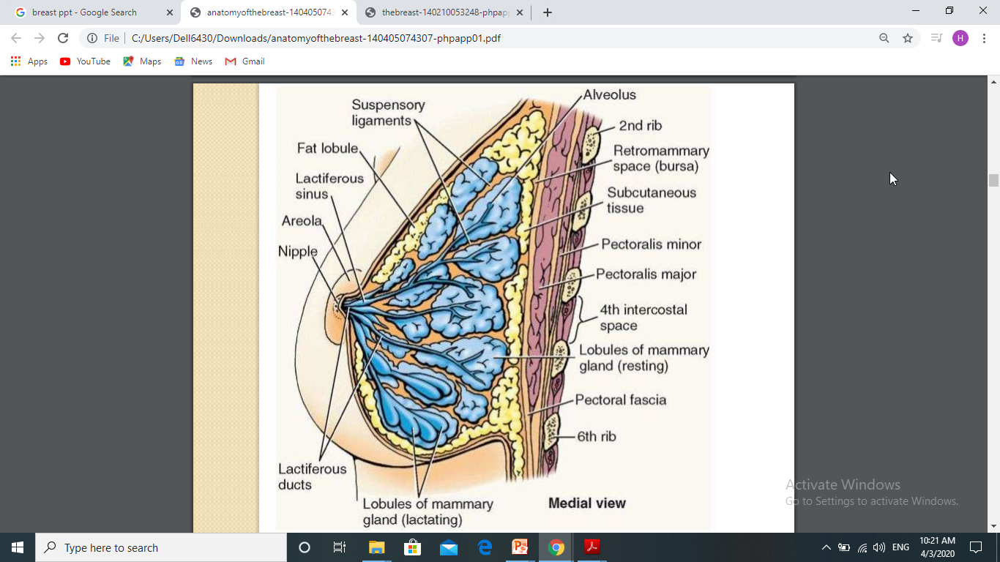 breast ppt - Google Search
anatomyofthebreast-1404050743
thebreast-140210053248-phpapp
File
C:/Users/Dell6430/Downloads/anatomyofthebreast-140405074307-phpapp01.pdf
H
Apps
YouTube
Maps
News
Gmail
Suspensory
ligaments
Fat lobule
Lactiferous
sinus
Areola
Nipple
Lactiferous
ducts
Lobules of mammary
gland (lactating)
Alveolus
2nd rib
Retromammary
space (bursa)
Subcutaneous
tissue
Pectoralis minor
Pectoralis major
4th intercostal
space
Lobules of mammary
gland (resting)
Pectoral fascia
6th rib
Medial view
Activate Windows
Go to Settings to activate Windows.
Type here to search
ENG
10:21 AM
4/3/2020